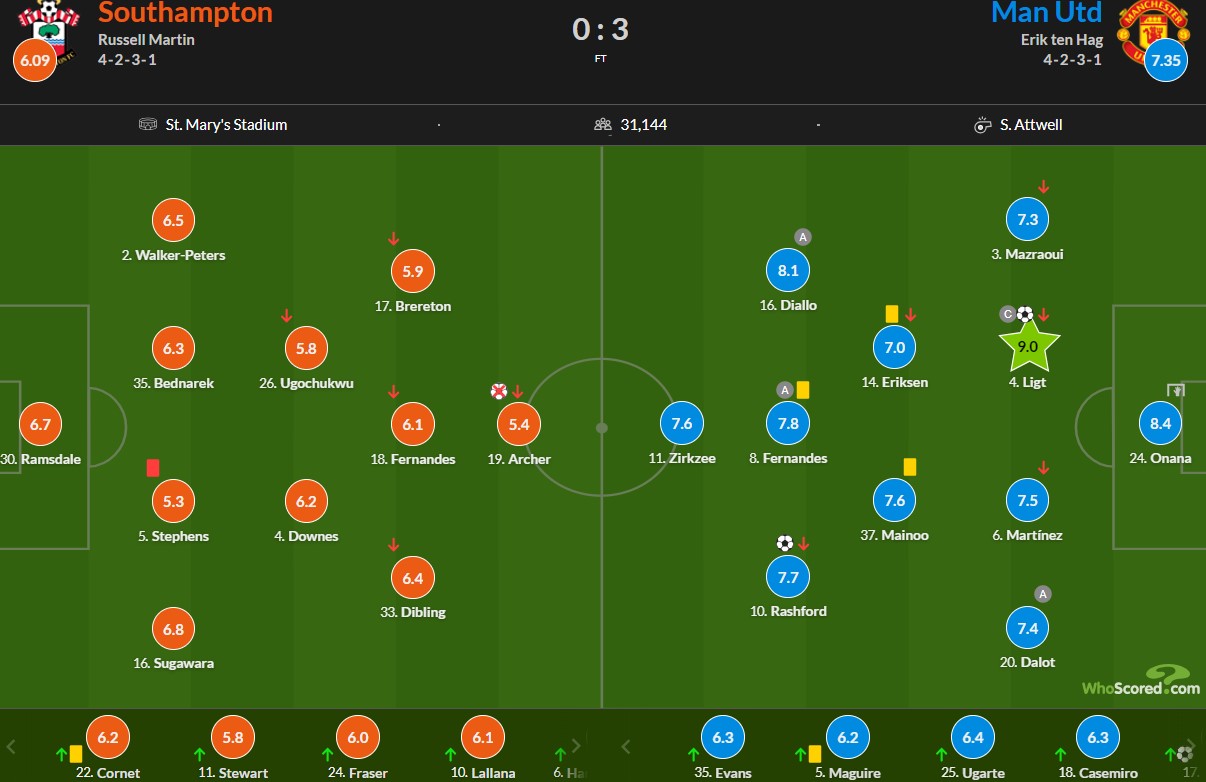 Southampton
Russell Martin
4-2-3-1
6.09
0 : 3
FT
Man Utd
Erik ten Hag
4-2-3-1
7.35
MANCHESTER
UNITED
St. Mary's Stadium
31,144
S. Attwell
6.5
2. Walker-Peters
6.3
35. Bednarek
6.7
30. Ramsdale
5.3
5. Stephens
6.8
16. Sugawara
5.8
26. Ugochukwu
6.2
4. Downes
5.9
17. Brereton
6.1
18. Fernandes
6.4
33. Dibling
5.4
19. Archer
7.6
11. Zirkzee
A
8.1
16. Diallo
A
7.8
8. Fernandes
7.7
10. Rashford
7.0
14. Eriksen
7.6
37. Mainoo
7.3
3. Mazraoui
C
9.0
4. Ligt
7.5
6. Martínez
A
7.4
20. Dalot
8.4
24. Onana
WhoScored.com
6.2
22. Cornet
5.8
11. Stewart
6.0
24. Fraser
6.1
10. Lallana
6. Ha
6.3
35. Evans
6.2
5. Maguire
6.4
25. Ugarte
6.3
18. Casemiro
17.